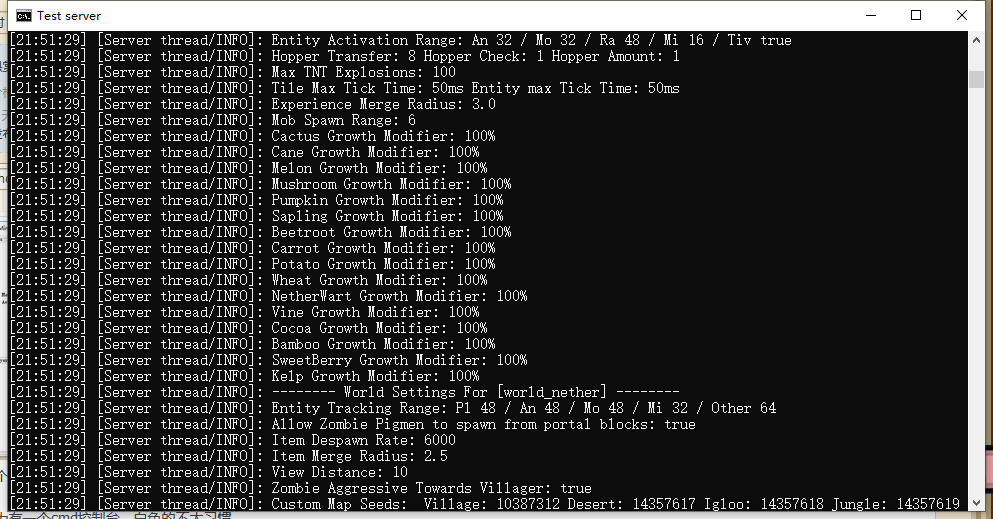 Test server
[21:51:29] [Server thread/INFO]: Entity Activation Range: An 32 / Mo 32 / Ra 48 / Mi 16 / Tiv true
[21:51:29] [Server thread/INFO]: Hopper Transfer: 8 Hopper Check: 1 Hopper Amount: 1
[21:51:29] [Server thread/INFO]: Max TNT Explosions: 100
[21:51:29] [Server thread/INFO]: Tile Max Tick Time: 50ms Entity max Tick Time: 50ms
[21:51:29] [Server thread/INFO]: Experience Merge Radius: 3.0
[21:51:29] [Server thread/INFO]: Mob Spawn Range: 6
[21:51:29] [Server thread/INFO]: Cactus Growth Modifier: 100%
[21:51:29] [Server thread/INFO]: Cane Growth Modifier: 100%
[21:51:29] [Server thread/INFO]: Melon Growth Modifier: 100%
[21:51:29] [Server thread/INFO]: Mushroom Growth Modifier: 100%
[21:51:29] [Server thread/INFO]: Pumpkin Growth Modifier: 100%
[21:51:29] [Server thread/INFO]: Sapling Growth Modifier: 100%
[21:51:29] [Server thread/INFO]: Beetroot Growth Modifier: 100%
[21:51:29] [Server thread/INFO]: Carrot Growth Modifier: 100%
[21:51:29] [Server thread/INFO]: Potato Growth Modifier: 100%
[21:51:29] [Server thread/INFO]: Wheat Growth Modifier: 100%
[21:51:29] [Server thread/INFO]: NetherWart Growth Modifier: 100%
[21:51:29] [Server thread/INFO]: Vine Growth Modifier: 100%
[21:51:29] [Server thread/INFO]: Cocoa Growth Modifier: 100%
[21:51:29] [Server thread/INFO]: Bamboo Growth Modifier: 100%
[21:51:29] [Server thread/INFO]: SweetBerry Growth Modifier: 100%
[21:51:29] [Server thread/INFO]: Kelp Growth Modifier: 100%
[21:51:29] [Server thread/INFO]: -------- World Settings For [world_nether] --------
[21:51:29] [Server thread/INFO]: Entity Tracking Range: Pl 48 / An 48 / Mo 48 / Mi 32 / Other 64
[21:51:29] [Server thread/INFO]: Allow Zombie Pigmen to spawn from portal blocks: true
[21:51:29] [Server thread/INFO]: Item Despawn Rate: 6000
[21:51:29] [Server thread/INFO]: Item Merge Radius: 2.5
[21:51:29] [Server thread/INFO]: View Distance: 10
[21:51:29] [Server thread/INFO]: Zombie Aggressive Towards Villager: true
[21:51:29] [Server thread/INFO]: Custom Map Seeds:  Village: 10387312 Desert: 14357617 Igloo: 14357618 Jungle: 14357619